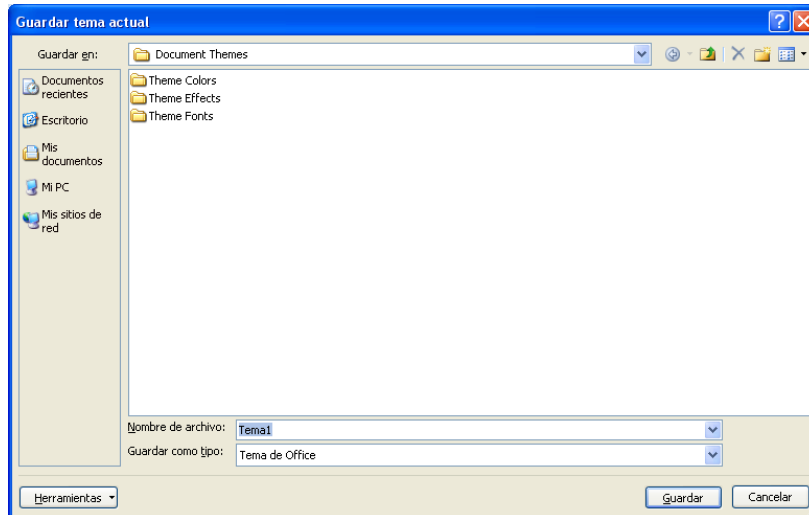 Guardar tema actual
Guardar en:
Document Themes
Documentos
recientes
Escritorio
Mis
documentos
Mi PC
Mis sitios de
red
Theme Colors
Theme Effects
Theme Fonts
Nombre de archivo:
Tema1
Guardar como tipo:
Tema de Office
Herramientas
Guardar
Cancelar